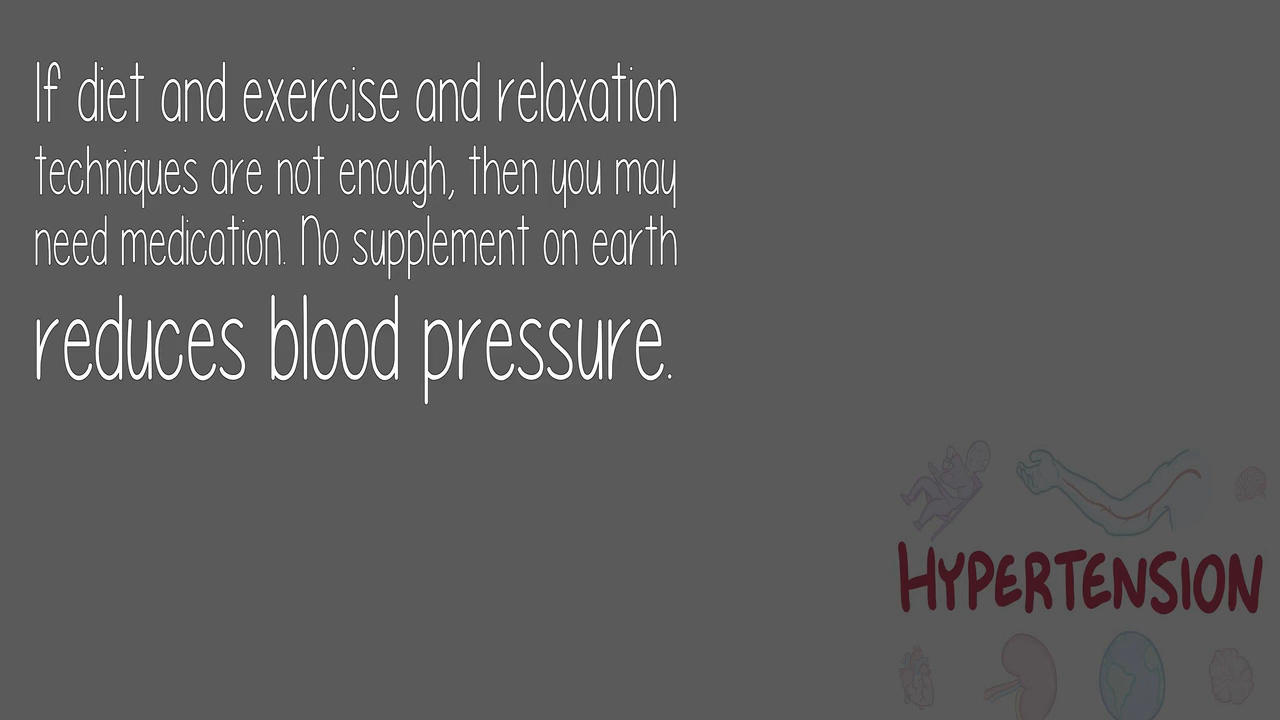 If diet and exercise and relaxation
techniques are not enough, then you may
need medication. No supplement on earth
reduces blood pressure.
HYPERTENSION